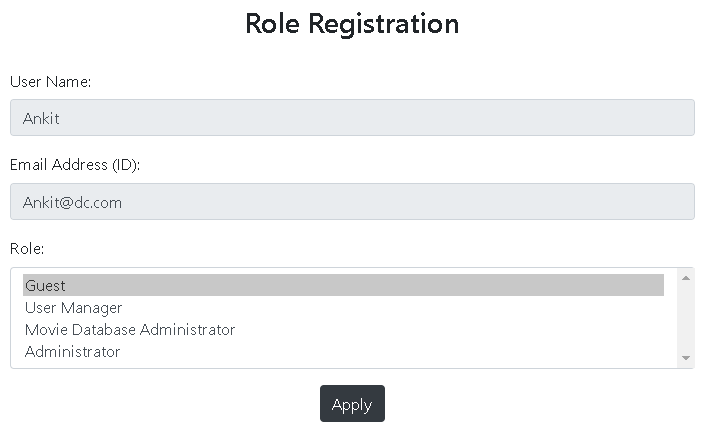 Role Registration
User Name:
Ankit
Email Address (ID):
Ankit@dc.com
Role:
Guest
User Manager
Movie Database Administrator
Administrator
Apply